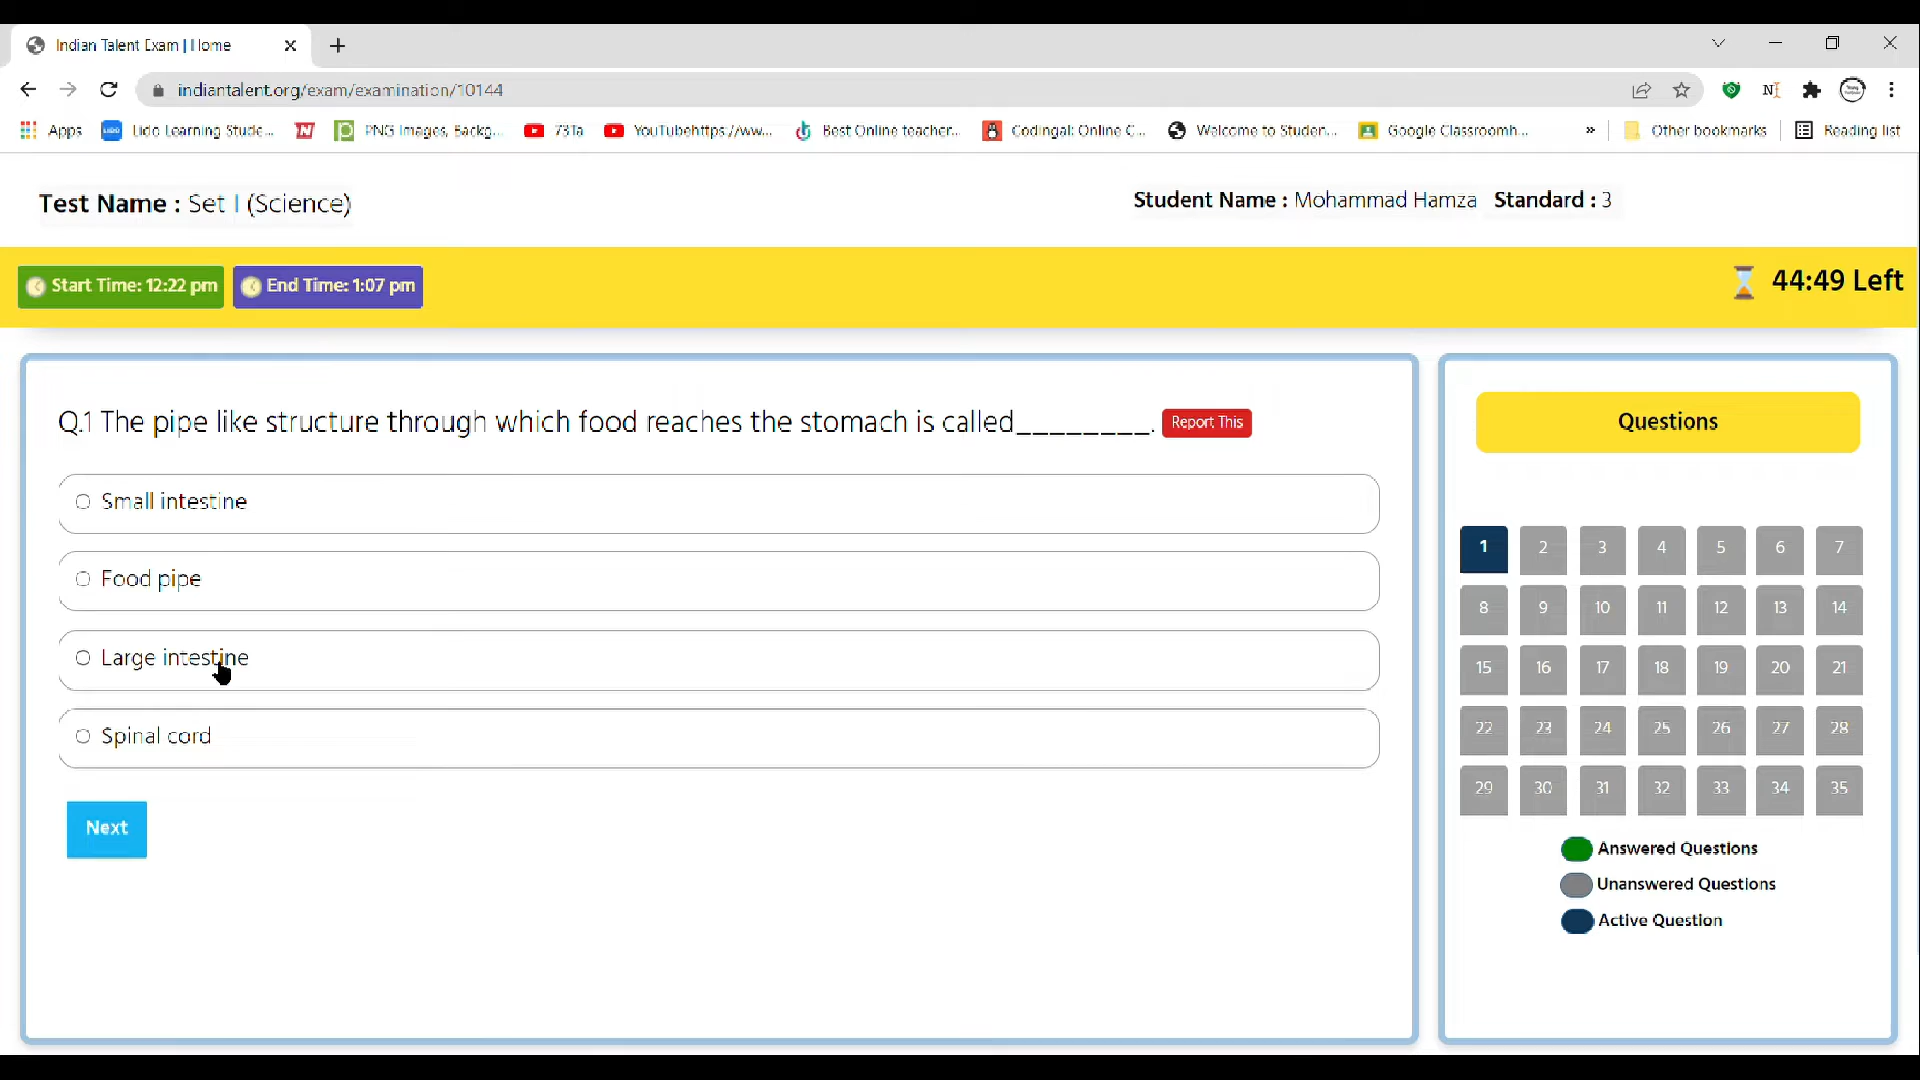 Indian Talent Exam | Home
indiantalent.org/exam/examination/10144
Apps Lido Learning Stude... PNG Images, Backg... 73Ta YouTubehttps://ww... Best Online teacher... Codingal: Online C... Welcome to Studen... Google Classroomh... » Other bookmarks Reading list
Test Name : Set I (Science)
Student Name : Mohammad Hamza Standard : 3
Start Time: 12:22 pm End Time: 1:07 pm
44:49 Left
Q.1 The pipe like structure through which food reaches the stomach is called________. Report This
Small intestine
Food pipe
Large intestine
Spinal cord
Next
Questions
1 2 3 4 5 6 7
8 9 10 11 12 13 14
15 16 17 18 19 20 21
22 23 24 25 26 27 28
29 30 31 32 33 34 35
Answered Questions
Unanswered Questions
Active Question